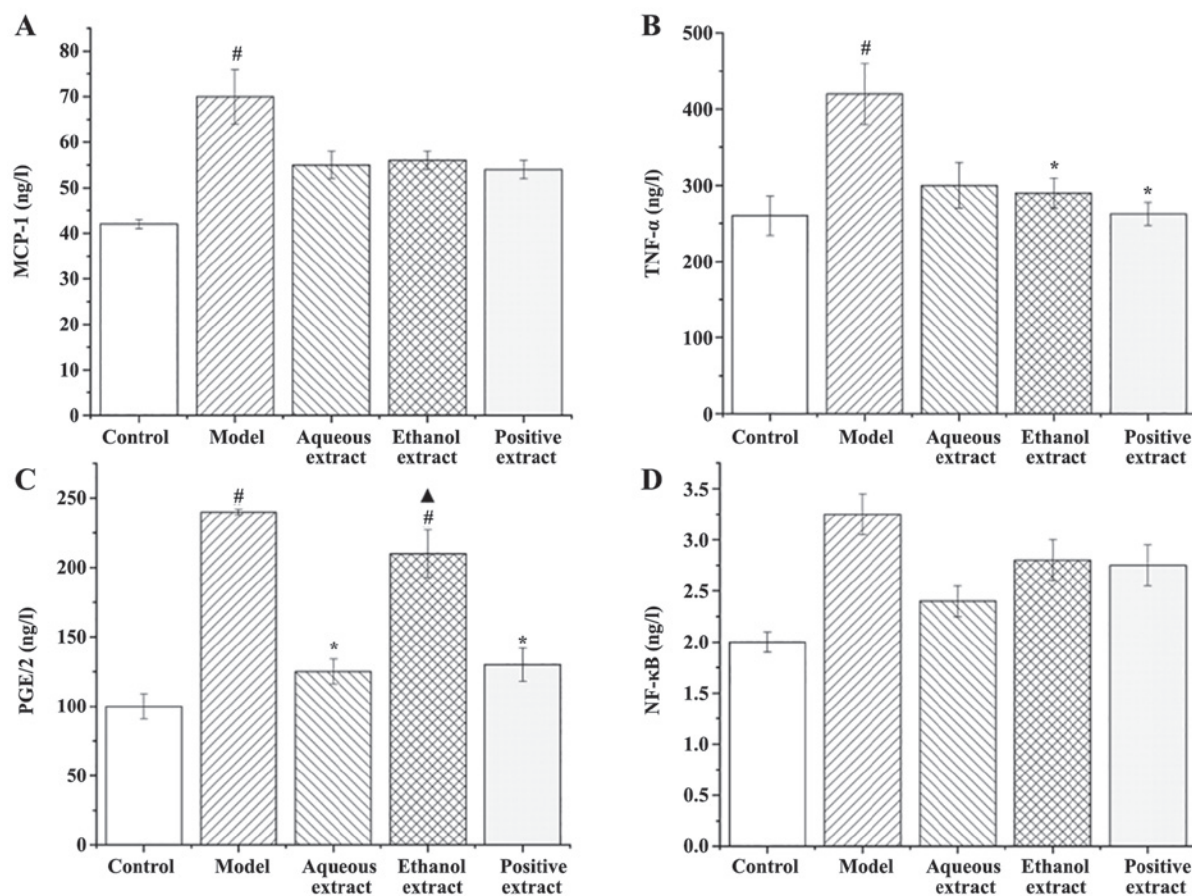 A
MCP-1 (ng/l)
80
70
60
50
40
30
20
10
0
#
Control
Model
Aqueous
extract
Ethanol
extract
Positive
extract
B
TNF-α (ng/l)
500
400
300
200
100
0
#
*
*
Control
Model
Aqueous
extract
Ethanol
extract
Positive
extract
C
PGE/2 (ng/l)
250
200
150
100
50
0
#
*
▲
#
*
Control
Model
Aqueous
extract
Ethanol
extract
Positive
extract
D
NF-κB (ng/l)
3.5
3.0
2.5
2.0
1.5
1.0
0.5
0.0
Control
Model
Aqueous
extract
Ethanol
extract
Positive
extract